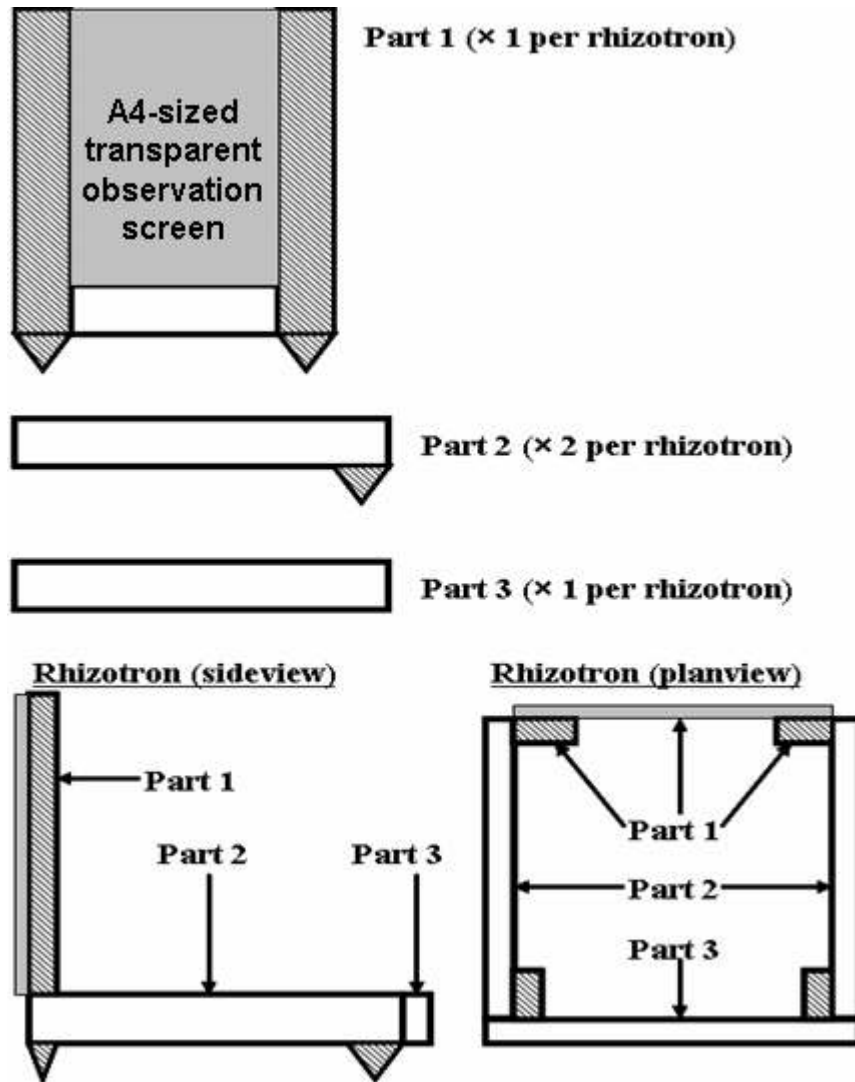 Part 1 (× 1 per rhizotron)
A4-sized
transparent
observation
screen
Part 2 (× 2 per rhizotron)
Part 3 (× 1 per rhizotron)
Rhizotron (sideview)
Part 1
Part 2
Part 3
Rhizotron (planview)
Part 1
Part 2
Part 3